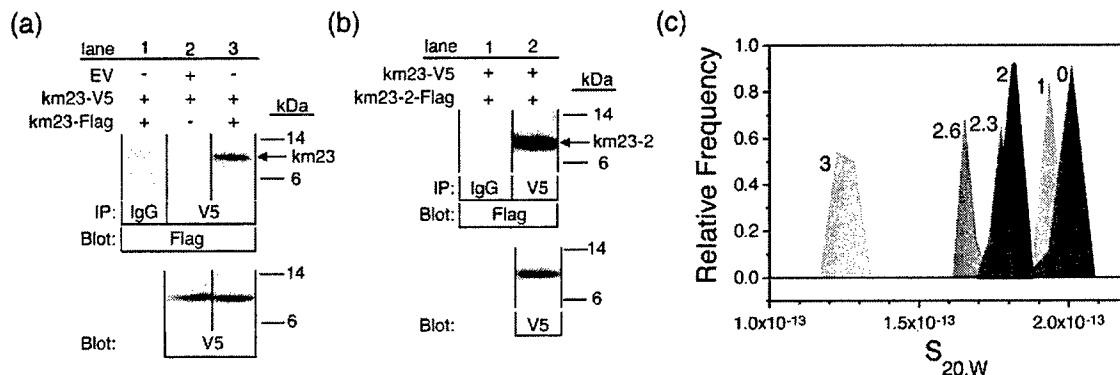 (a)
lane 1 2 3
EV - + -
km23-V5 + + +
km23-Flag + - + kDa
14
km23
6
IP: IgG V5
Blot: Flag
14
6
Blot: V5
(b)
lane 1 2
km23-V5 + +
km23-2-Flag + + kDa
14
km23-2
6
IP: IgG V5
Blot: Flag
14
6
Blot: V5
(c)
Relative Frequency
1.0
0.8
0.6
0.4
0.2
0.0
3
2.6
2.3
2
1
0
1.0x10⁻¹³ 1.5x10⁻¹³ 2.0x10⁻¹³
S20,W